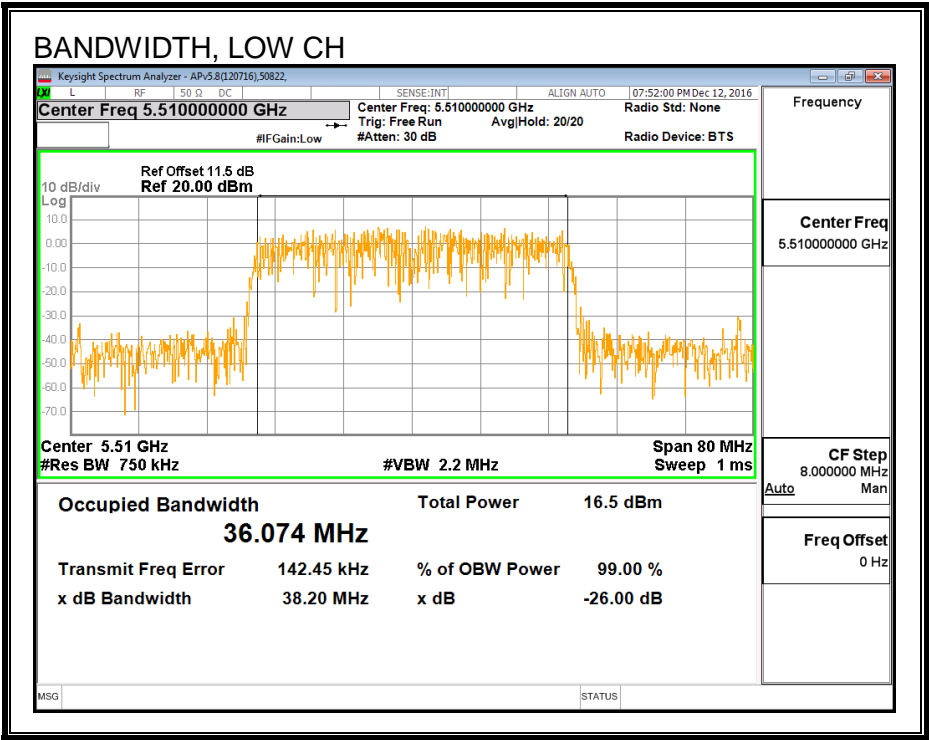 BANDWIDTH, LOW CH
Keysight Spectrum Analyzer - APv5.8(120716),50822,
LXI L RF 50 Ω DC SENSE:INT ALIGN AUTO 07:52:00 PM Dec 12, 2016
Center Freq 5.510000000 GHz
Center Freq: 5.510000000 GHz
Radio Std: None
Trig: Free Run Avg|Hold: 20/20
#IFGain:Low
#Atten: 30 dB
Radio Device: BTS
Ref Offset 11.5 dB
10 dB/div Ref 20.00 dBm
Log
10.0
0.00
-10.0
-20.0
-30.0
-40.0
-50.0
-60.0
-70.0
Center 5.51 GHz Span 80 MHz
#Res BW 750 kHz #VBW 2.2 MHz Sweep 1 ms
Occupied Bandwidth Total Power 16.5 dBm
36.074 MHz
Transmit Freq Error 142.45 kHz % of OBW Power 99.00 %
x dB Bandwidth 38.20 MHz x dB -26.00 dB
MSG STATUS
Frequency
Center Freq
5.510000000 GHz
CF Step
8.000000 MHz
Auto Man
Freq Offset
0 Hz